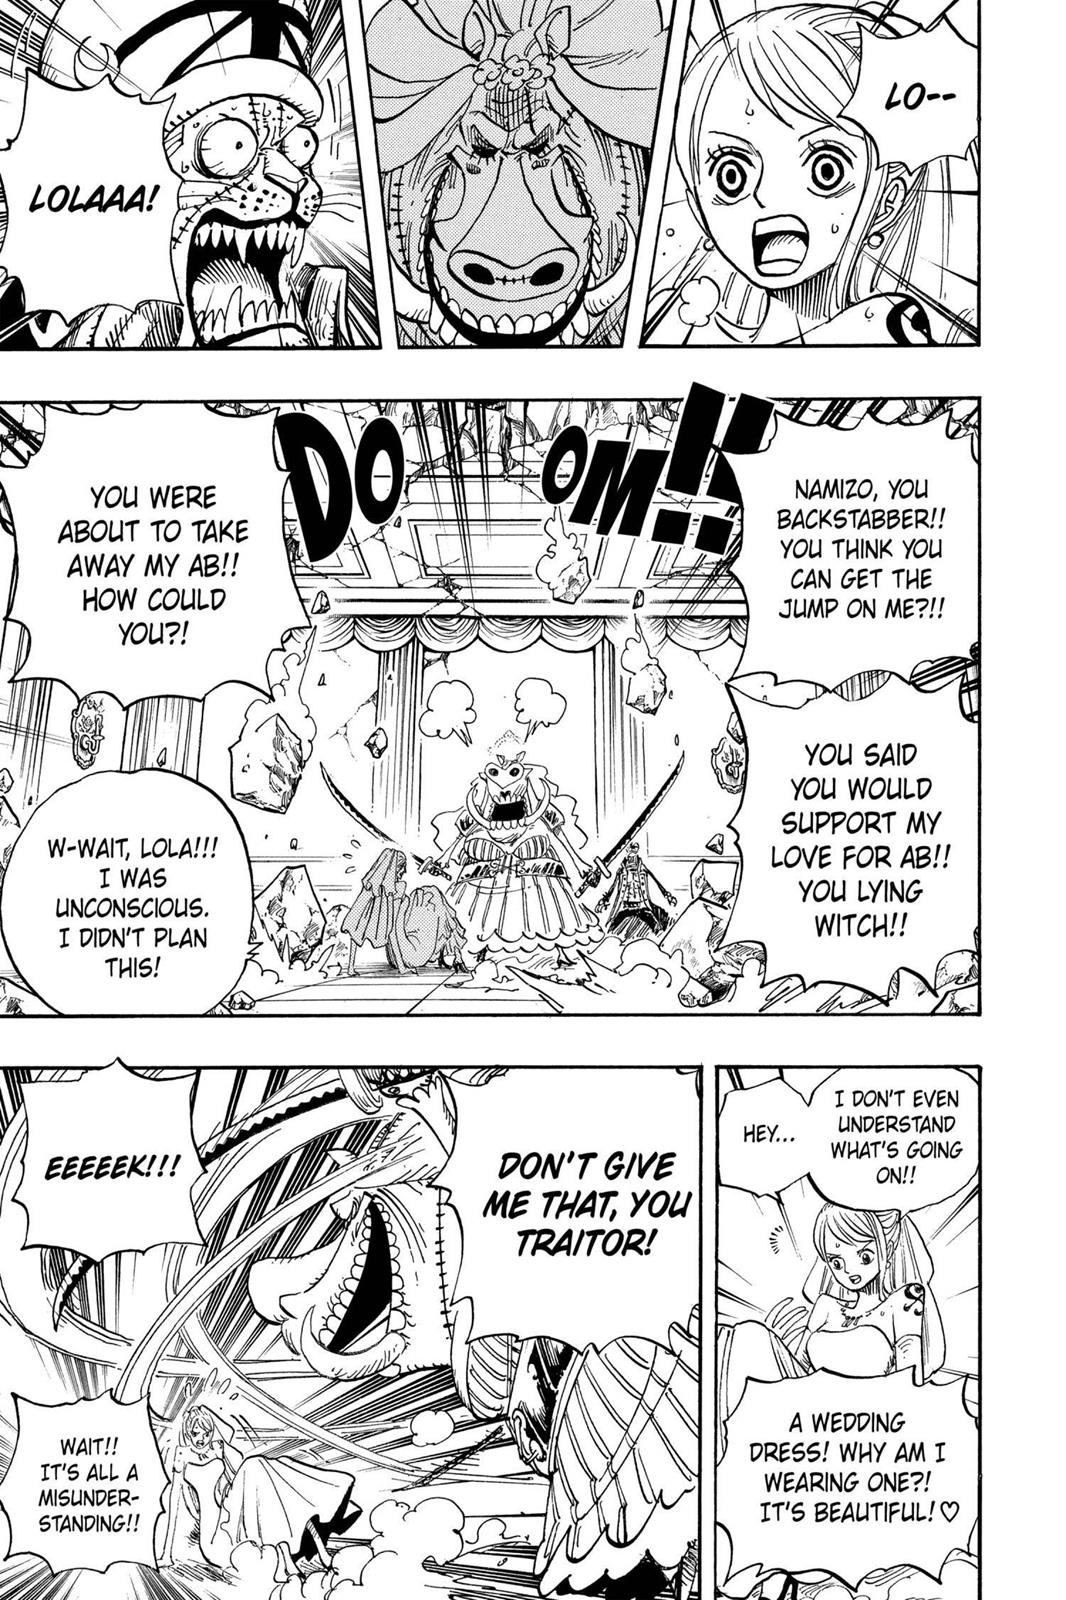 LO--
LOLAAA!
DOOM!!
NAMIZO, YOU
BACKSTABBER!!
YOU THINK YOU
CAN GET THE
JUMP ON ME?!!
YOU SAID
YOU WOULD
SUPPORT MY
LOVE FOR AB!!
YOU LYING
WITCH!!
YOU WERE
ABOUT TO TAKE
AWAY MY AB!!
HOW COULD
YOU?!
W-WAIT, LOLA!!!
I WAS
UNCONSCIOUS.
I DIDN'T PLAN
THIS!
I DON'T EVEN
UNDERSTAND
WHAT'S GOING
ON!!
HEY...
A WEDDING
DRESS! WHY AM I
WEARING ONE?!
IT'S BEAUTIFUL!♡
DON'T GIVE
ME THAT, YOU
TRAITOR!
EEEEEK!!!
WAIT!!
IT'S ALL A
MISUNDER-
STANDING!!